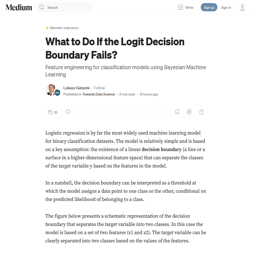 Medium
Search
Write
Sign up
Sign in
Member-only story
What to Do If the Logit Decision
Boundary Fails?
Feature engineering for classification models using Bayesian Machine
Learning
Lukasz Gatarek · Follow
Published in Towards Data Science · 6 min read · 15 hours ago
Logistic regression is by far the most widely used machine learning model
for binary classification datasets. The model is relatively simple and is based
on a key assumption: the existence of a linear decision boundary (a line or a
surface in a higher-dimensional feature space) that can separate the classes
of the target variable y based on the features in the model.
In a nutshell, the decision boundary can be interpreted as a threshold at
which the model assigns a data point to one class or the other, conditional on
the predicted likelihood of belonging to a class.
The figure below presents a schematic representation of the decision
boundary that separates the target variable into two classes. In this case the
model is based on a set of two features (x1 and x2). The target variable can be
clearly separated into two classes based on the values of the features.